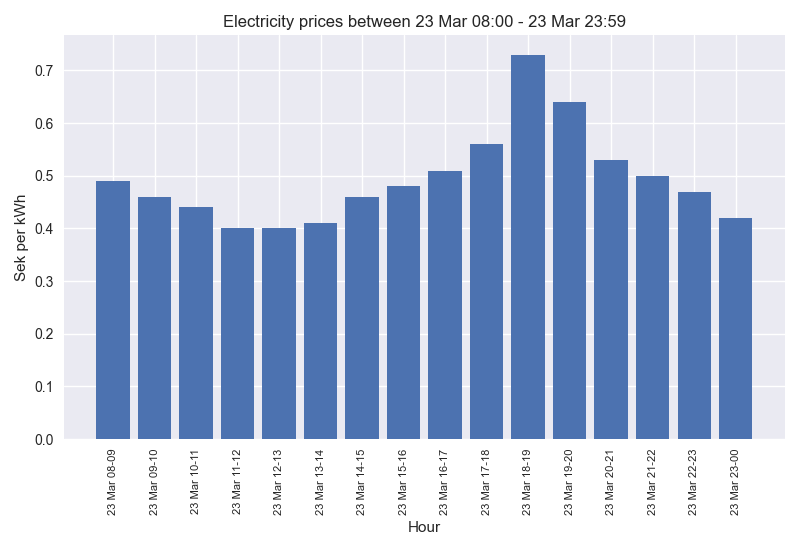 Electricity prices between 23 Mar 08:00 - 23 Mar 23:59
Sek per kWh
0.7
0.6
0.5
0.4
0.3
0.2
0.1
0.0
23 Mar 08-09
23 Mar 09-10
23 Mar 10-11
23 Mar 11-12
23 Mar 12-13
23 Mar 13-14
23 Mar 14-15
23 Mar 15-16
23 Mar 16-17
23 Mar 17-18
23 Mar 18-19
23 Mar 19-20
23 Mar 20-21
23 Mar 21-22
23 Mar 22-23
23 Mar 23-00
Hour